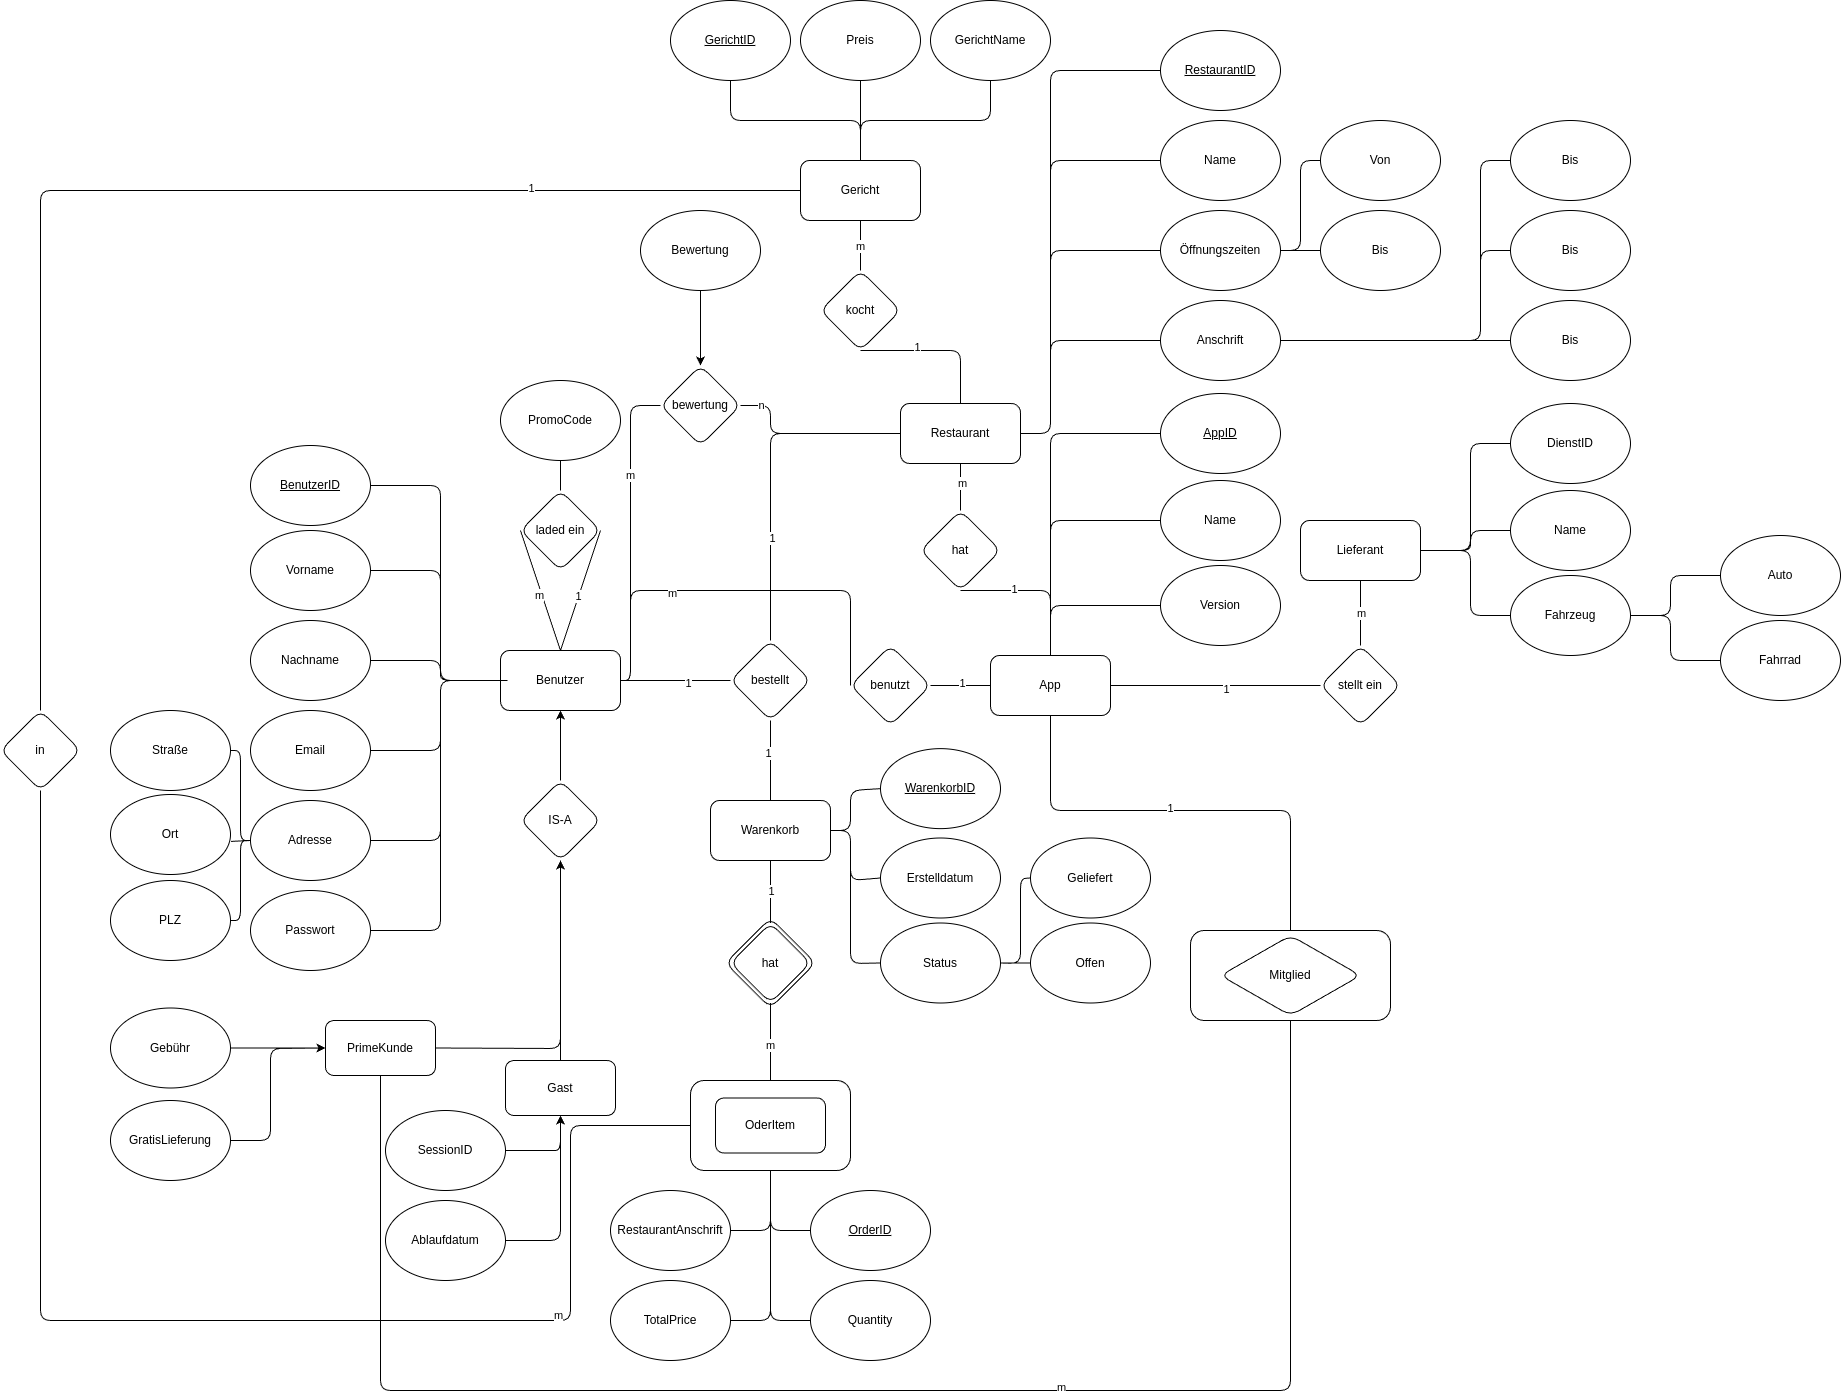 GerichtID
Preis
GerichtName
RestaurantID
Name
Von
Bis
1
Gericht
Bewertung
m
Öffnungszeiten
Bis
Bis
kocht
1
Anschrift
Bis
PromoCode
bewertung
n
Restaurant
AppID
DienstID
BenutzerID
m
m
Name
Name
laded ein
1
hat
Lieferant
Vorname
m
1
m
1
Version
m
Fahrzeug
Auto
Nachname
Benutzer
1
bestellt
benutzt
1
App
1
stellt ein
Fahrrad
in
Straße
Email
1
Ort
Adresse
IS-A
Warenkorb
WarenkorbID
1
PLZ
Passwort
1
Erstelldatum
Geliefert
hat
Status
Offen
Mitglied
Gebühr
PrimeKunde
m
Gast
GratisLieferung
SessionID
OderItem
Ablaufdatum
RestaurantAnschrift
OrderID
m
TotalPrice
Quantity
m